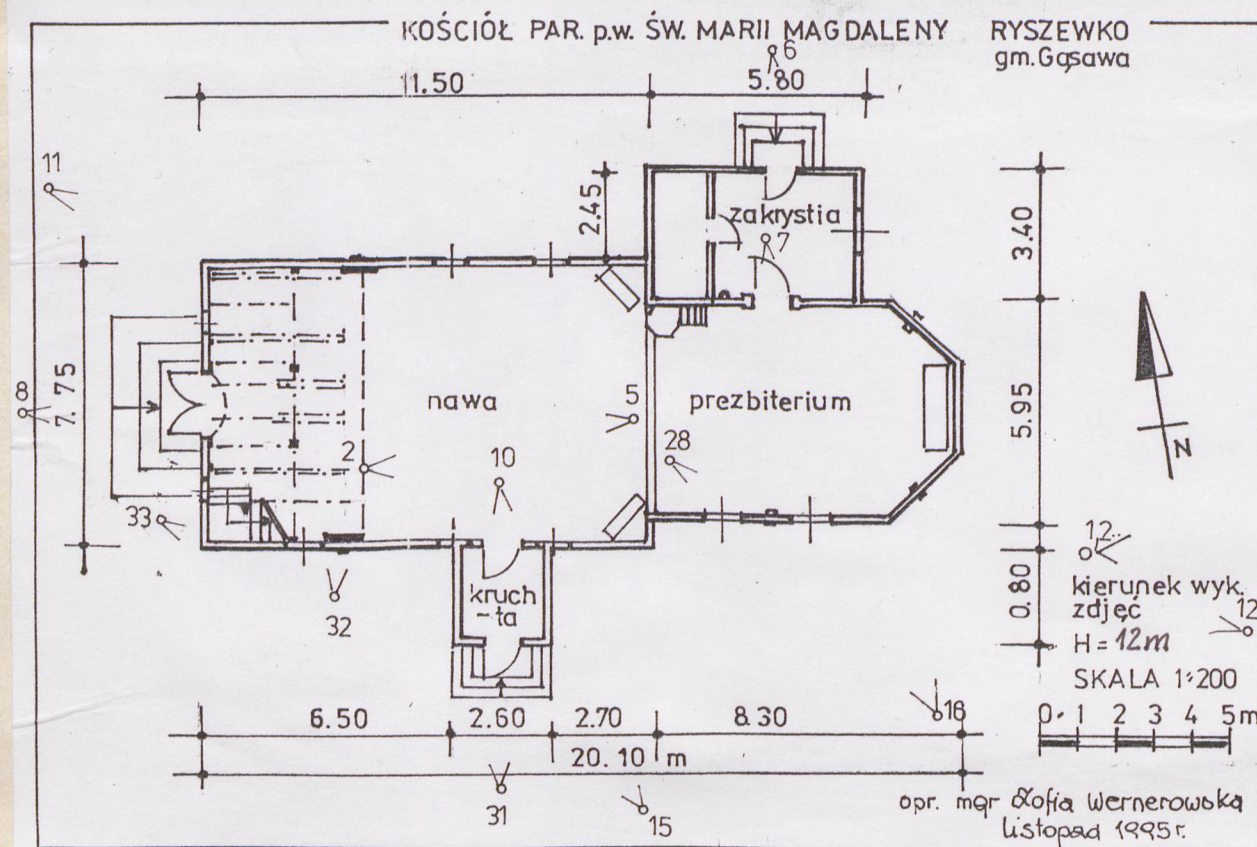 KOŚCIÓŁ PAR. p.w. ŚW. MARII MAGDALENY RYSZEWKO
gm. Gąsawa
6
11.50
5.80
11
2.45
zakrystia
7
3.40
8
7.75
nawa
5
prezbiterium
28
5.95
2
10
N
33
12
0.80
kierunek wyk.
zdjęć
12
kruch
-ta
32
H = 12m
SKALA 1:200
6.50
2.60
2.70
8.30
16
0 1 2 3 4 5m
20.10 m
31
15
opr. mgr Zofia Wernerowska
listopad 1995r.